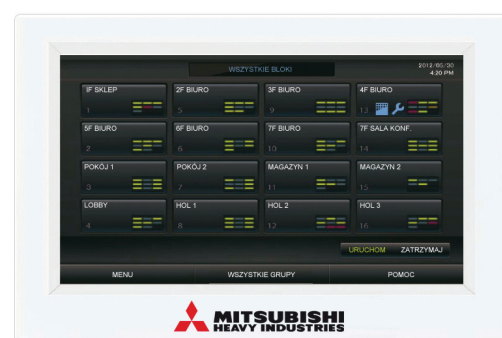 WSZYSTKIE BLOKI
2012/05/30
4:20 PM
IF SKLEP
2F BIURO
3F BIURO
4F BIURO
1
5
9
13
5F BIURO
6F BIURO
7F BIURO
7F SALA KONF.
2
6
10
14
POKÓJ 1
POKÓJ 2
MAGAZYN 1
MAGAZYN 2
3
7
11
15
LOBBY
HOL 1
HOL 2
HOL 3
4
8
12
16
URUCHOM ZATRZYMAJ
MENU
WSZYSTKIE GRUPY
POMOC
MITSUBISHI
HEAVY INDUSTRIES